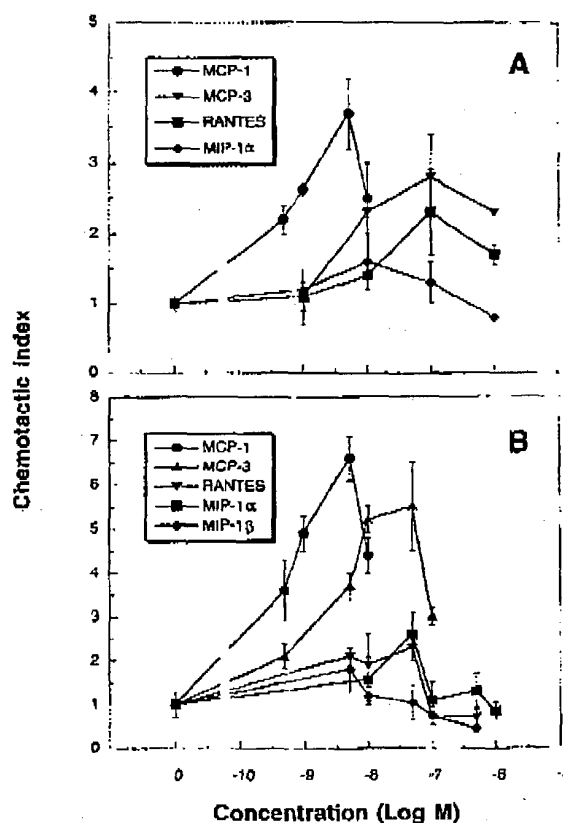 5
A
MCP-1
MCP-3
RANTES
MIP-1α
4
3
2
1
0
Chemotactic index
8
B
MCP-1
MCP-3
RANTES
MIP-1α
MIP-1β
7
6
5
4
3
2
1
0
0 -10 -9 -8 -7 -6
Concentration (Log M)